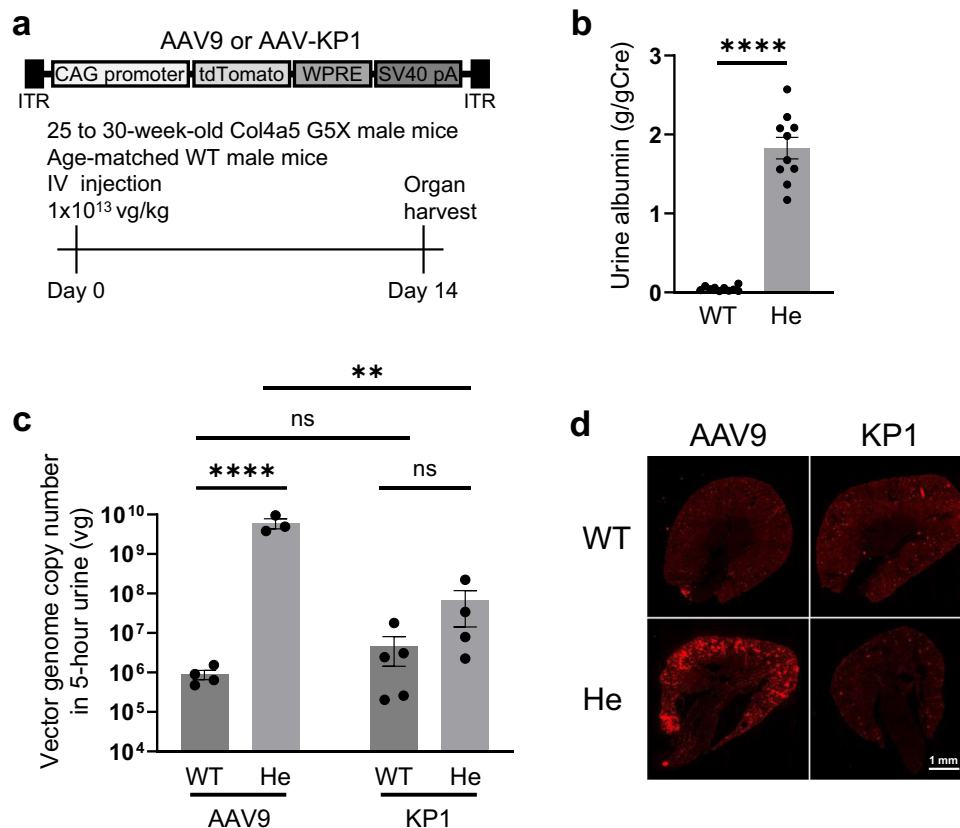 a
AAV9 or AAV-KP1
CAG promoter tdTomato WPRE SV40 pA
ITR ITR
25 to 30-week-old Col4a5 G5X male mice
Age-matched WT male mice
IV injection
1x10¹³ vg/kg
Organ
harvest
Day 0 Day 14
b
****
Urine albumin (g/gCre)
3
2
1
0
WT He
c
**
ns
**** ns
Vector genome copy number
in 5-hour urine (vg)
10¹⁰
10⁹
10⁸
10⁷
10⁶
10⁵
10⁴
WT He WT He
AAV9 KP1
d
AAV9 KP1
WT
He
1 mm